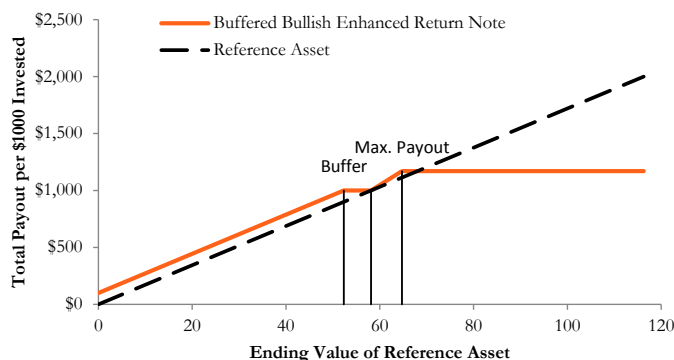 $2,500
Buffered Bullish Enhanced Return Note
Reference Asset
$2,000
$1,500
Max. Payout
Buffer
$1,000
$500
$0
0 20 40 60 80 100 120
Total Payout per $1000 Invested
Ending Value of Reference Asset